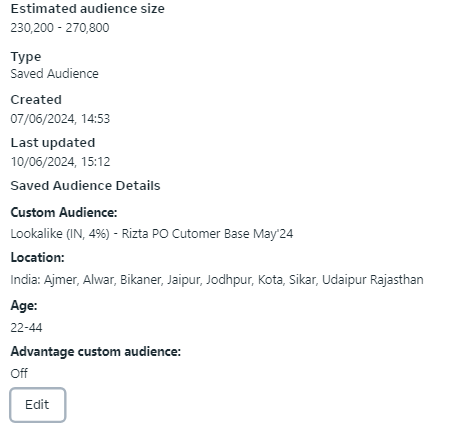 Estimated audience size
230,200 - 270,800
Type
Saved Audience
Created
07/06/2024, 14:53
Last updated
10/06/2024, 15:12
Saved Audience Details
Custom Audience:
Lookalike (IN, 4%) - Rizta PO Cutomer Base May'24
Location:
India: Ajmer, Alwar, Bikaner, Jaipur, Jodhpur, Kota, Sikar, Udaipur Rajasthan
Age:
22-44
Advantage custom audience:
Off
Edit